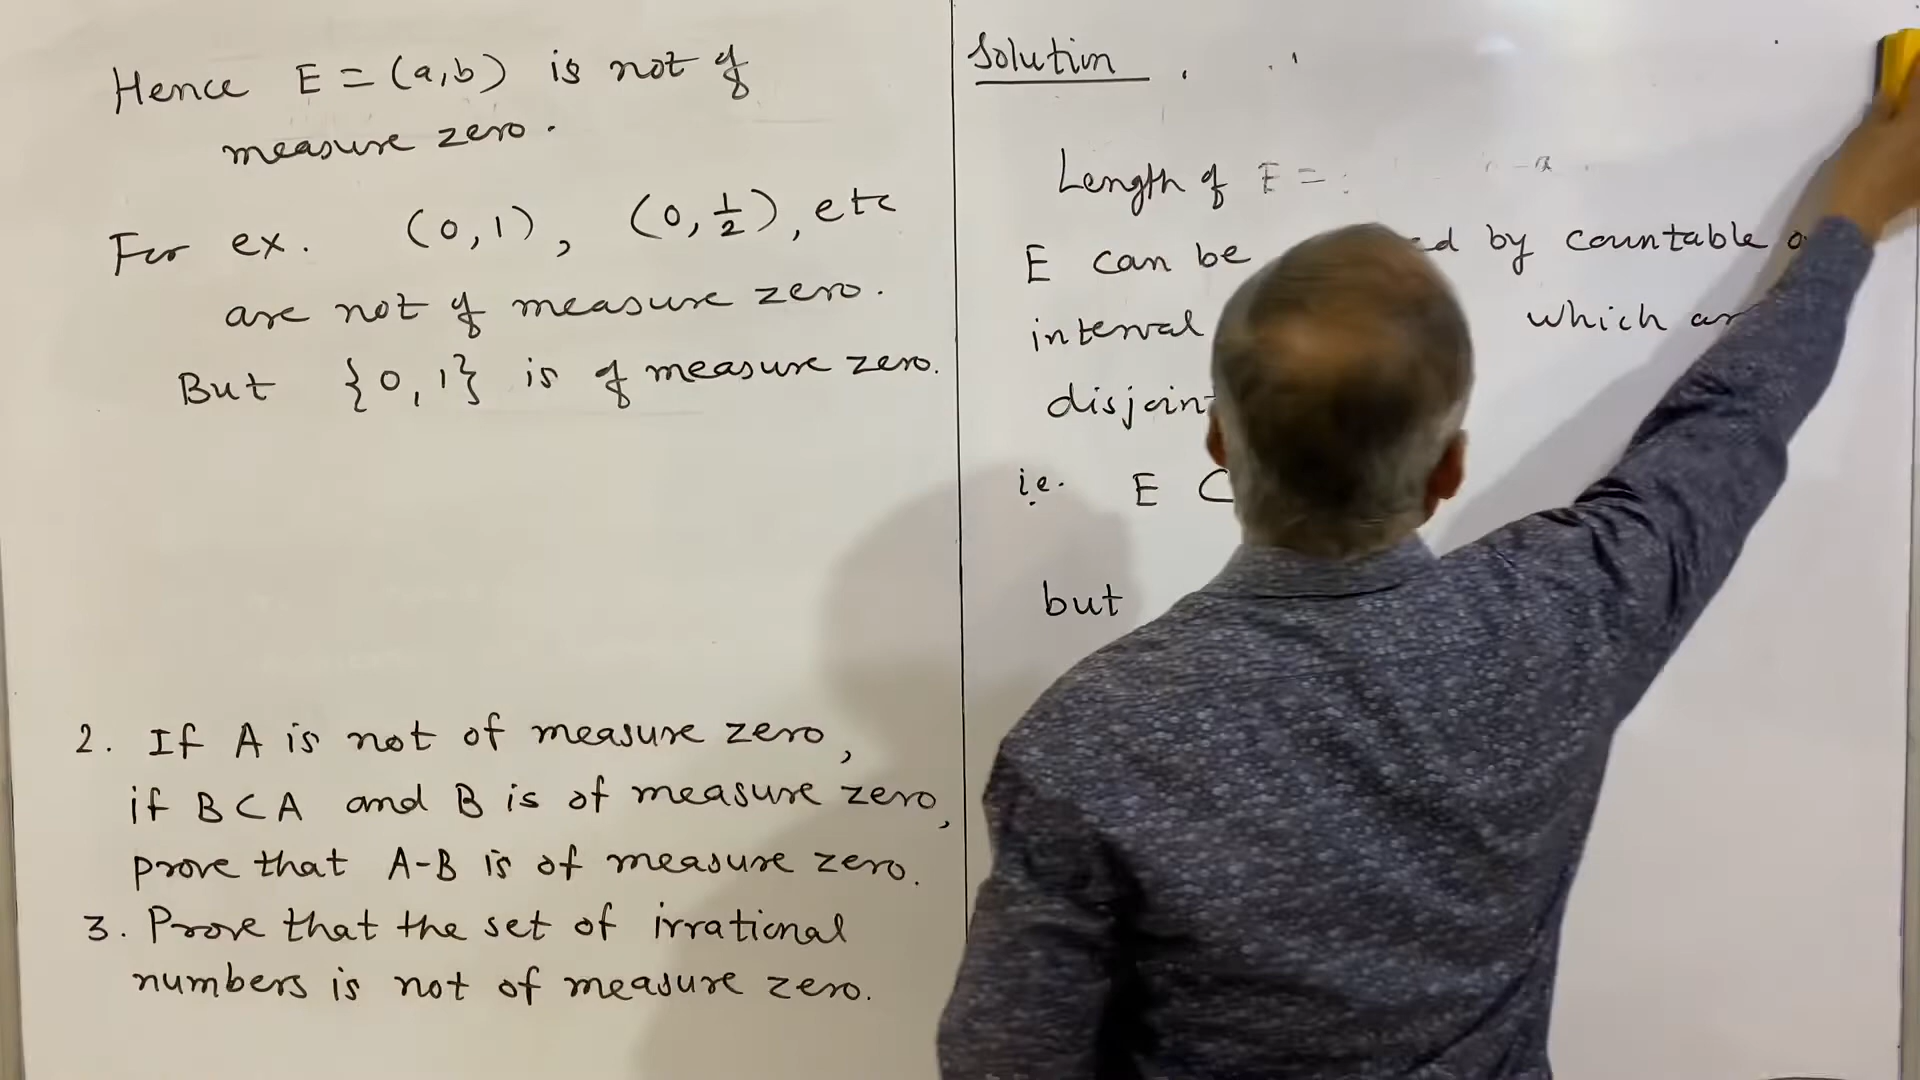 Hence E = (a,b) is not of
measure zero.
For ex. (0,1), (0,1/2), etc
are not of measure zero.
But {0,1} is of measure zero.
2. If A is not of measure zero,
if B⊂A and B is of measure zero,
prove that A-B is of measure zero.
3. Prove that the set of irrational
numbers is not of measure zero.
Solution
Length of E =
E can be by countable
interval which
disjoint
i.e. E ⊂
but